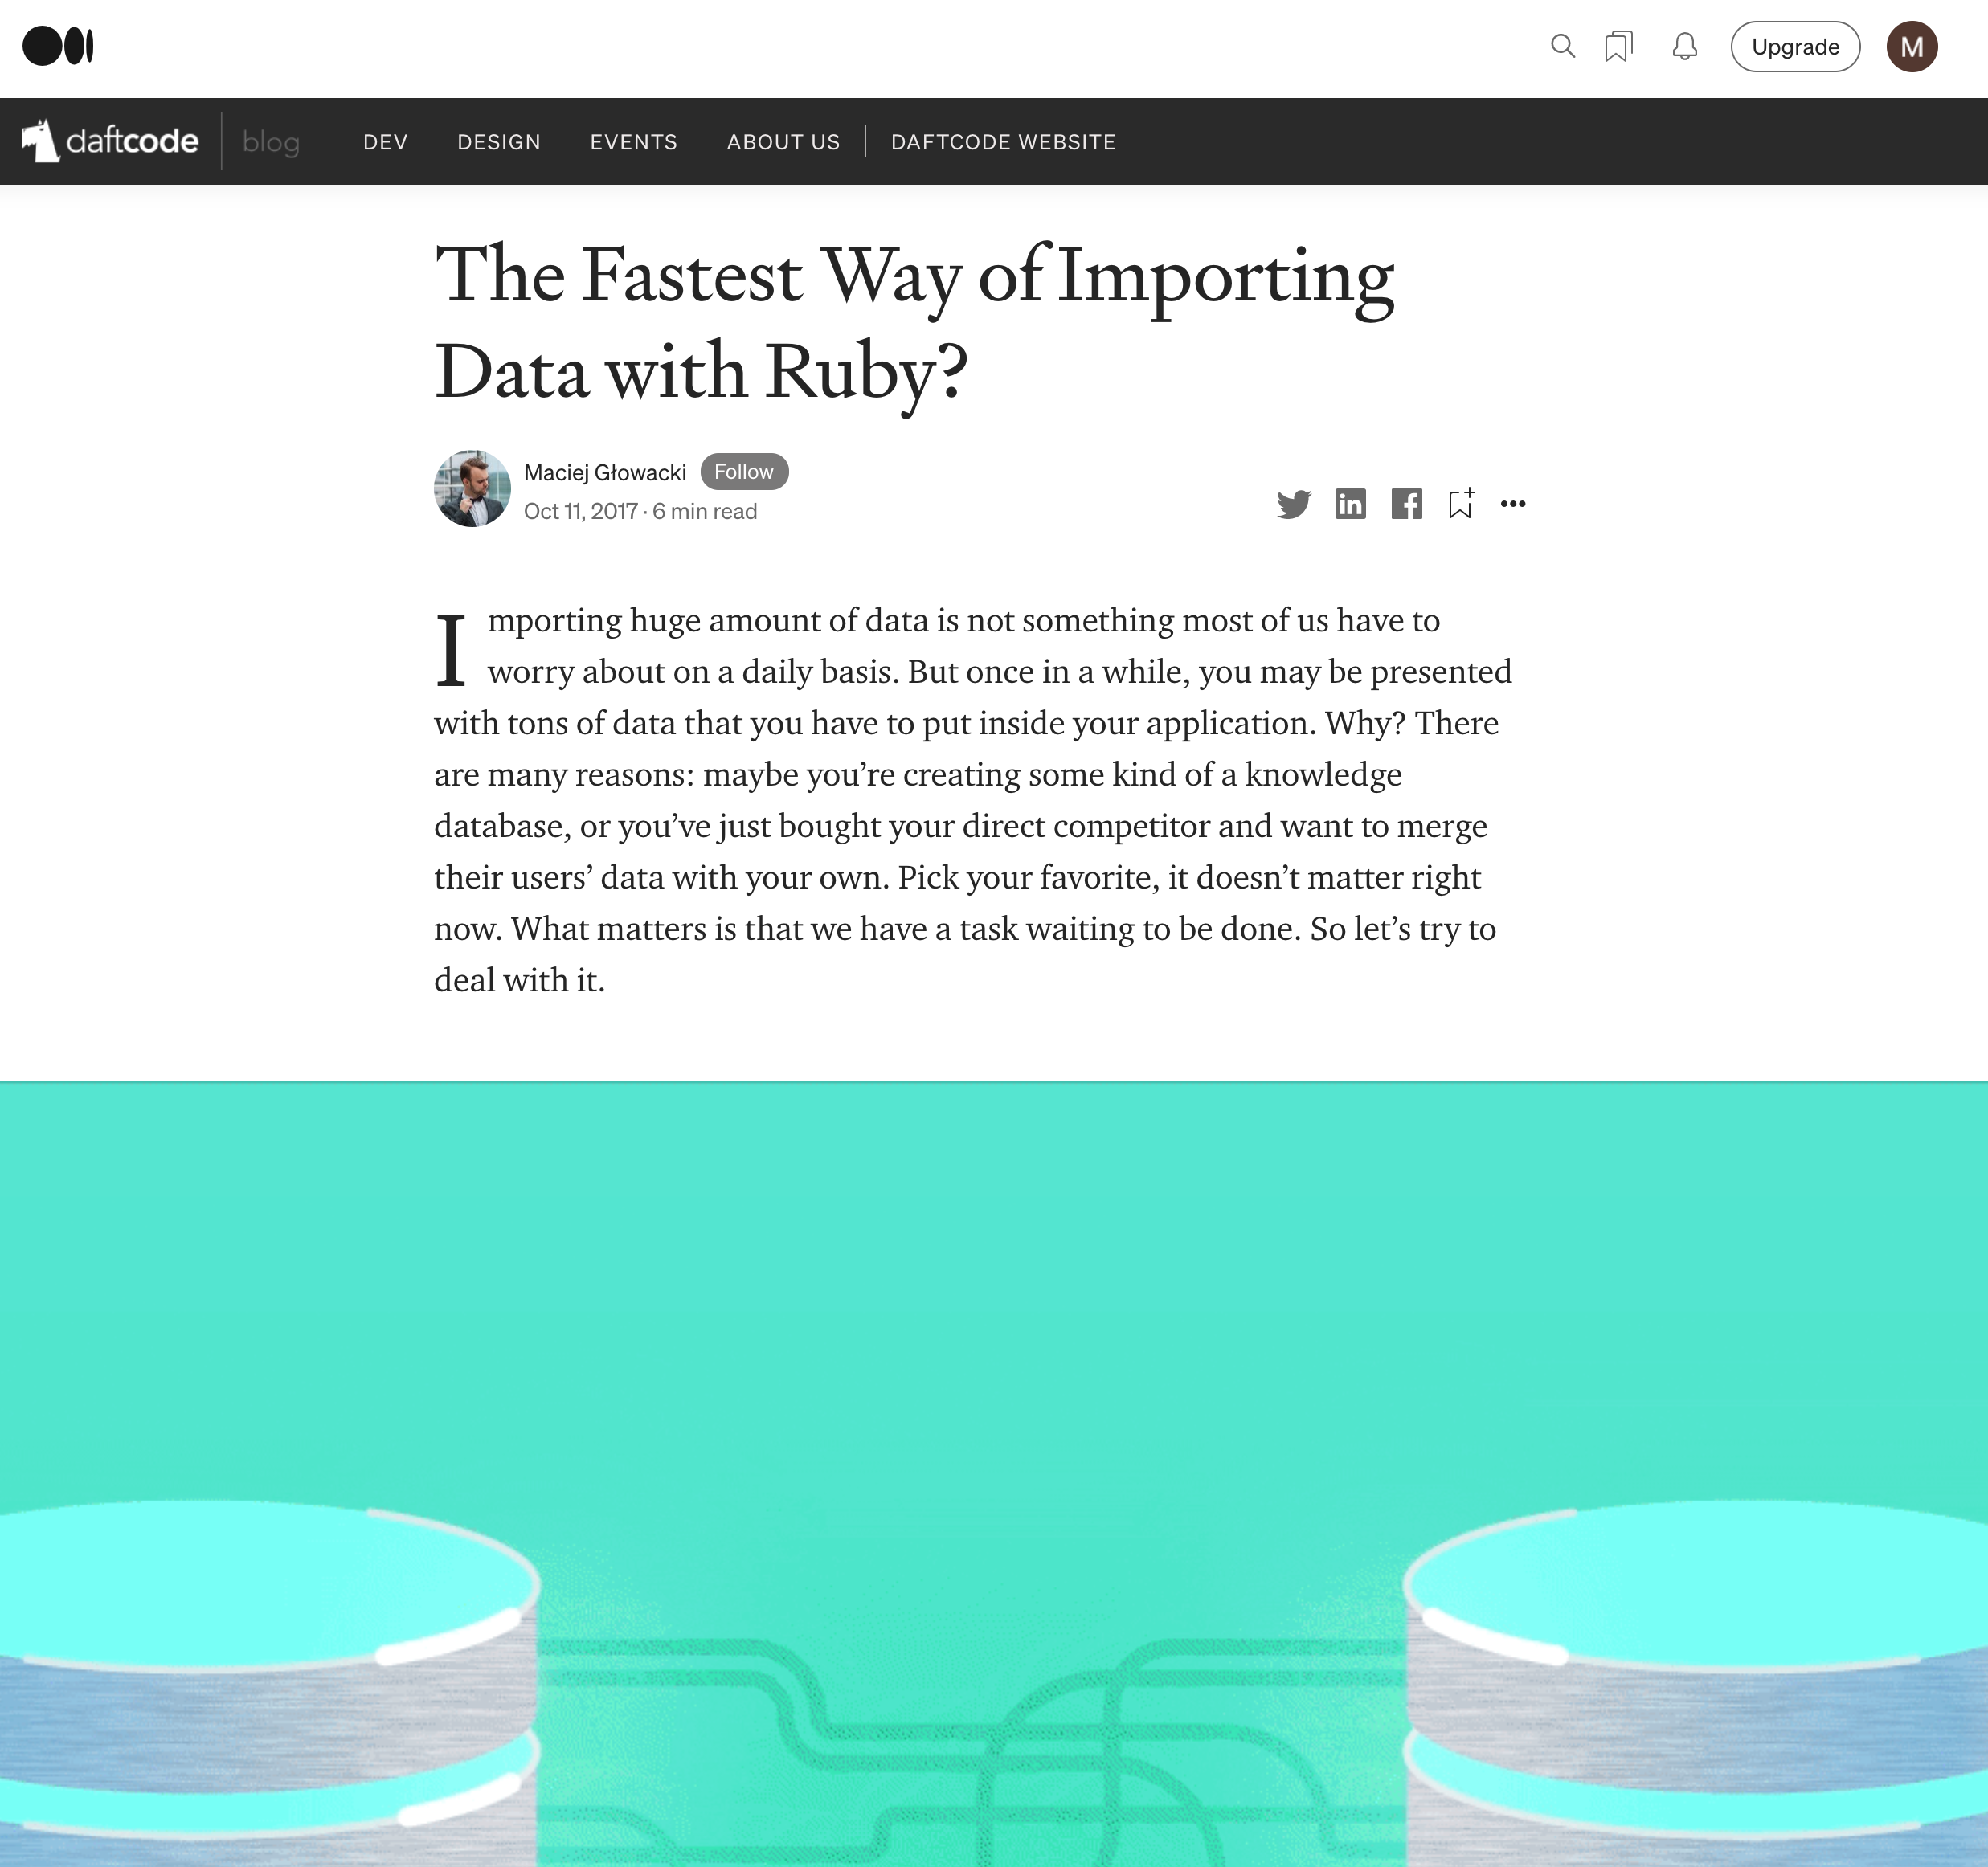 Upgrade
M
daftcode blog DEV DESIGN EVENTS ABOUT US DAFTCODE WEBSITE
The Fastest Way of Importing
Data with Ruby?
Maciej Głowacki Follow
Oct 11, 2017 · 6 min read
Importing huge amount of data is not something most of us have to
worry about on a daily basis. But once in a while, you may be presented
with tons of data that you have to put inside your application. Why? There
are many reasons: maybe you’re creating some kind of a knowledge
database, or you’ve just bought your direct competitor and want to merge
their users’ data with your own. Pick your favorite, it doesn’t matter right
now. What matters is that we have a task waiting to be done. So let’s try to
deal with it.